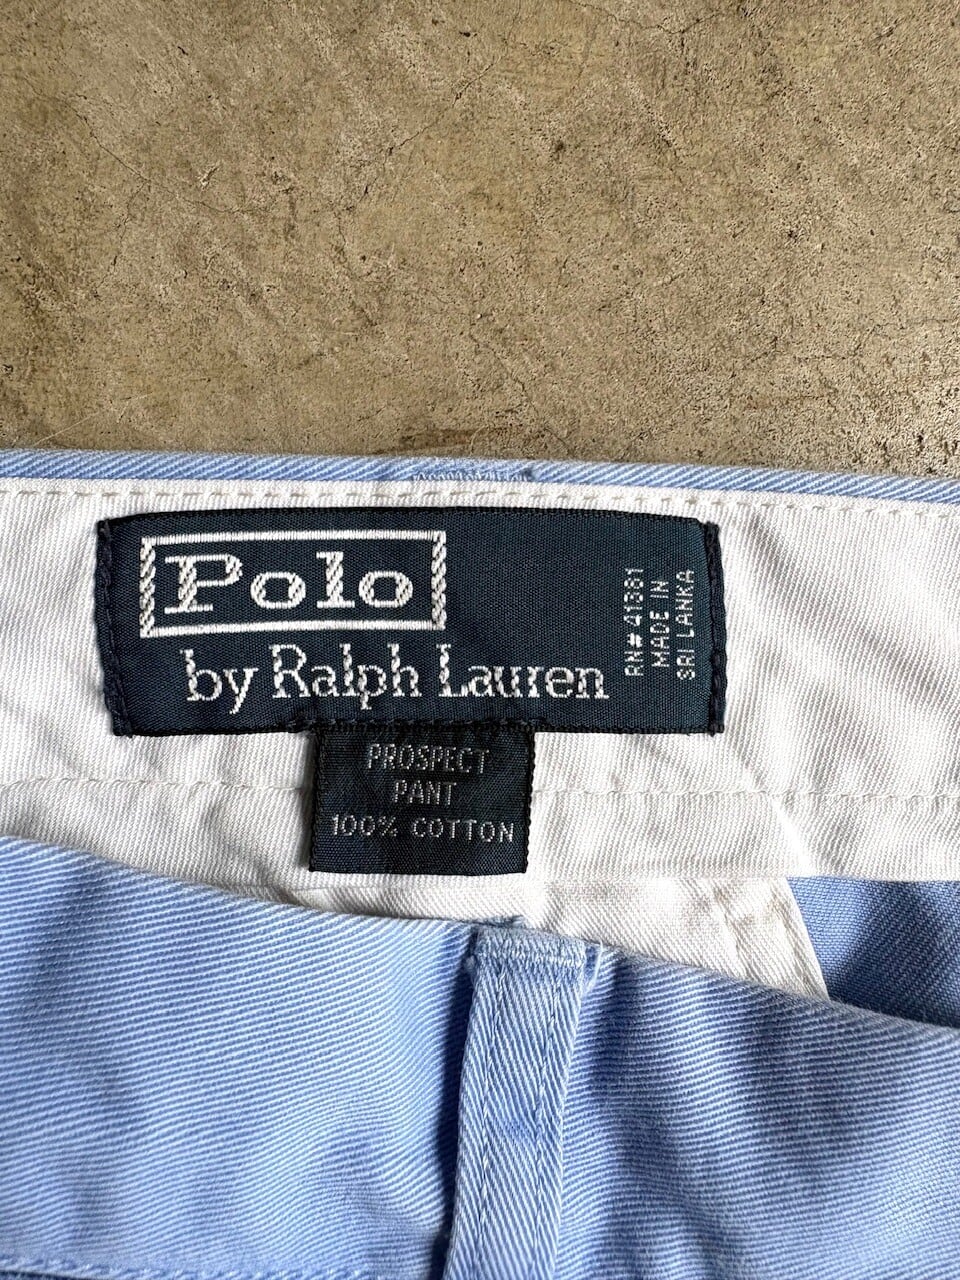 Polo
by Ralph Lauren
RN# 41381
MADE IN
SRI LANKA
PROSPECT
PANT
100% COTTON